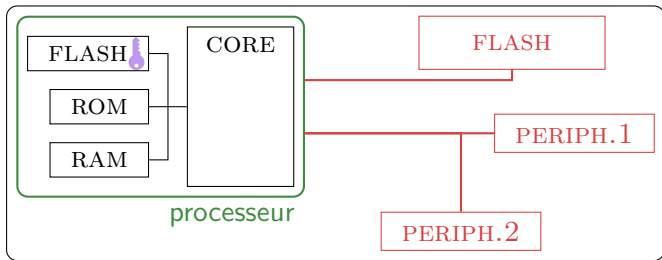 FLASH
CORE
FLASH
ROM
PERIPH.1
RAM
processeur
PERIPH.2